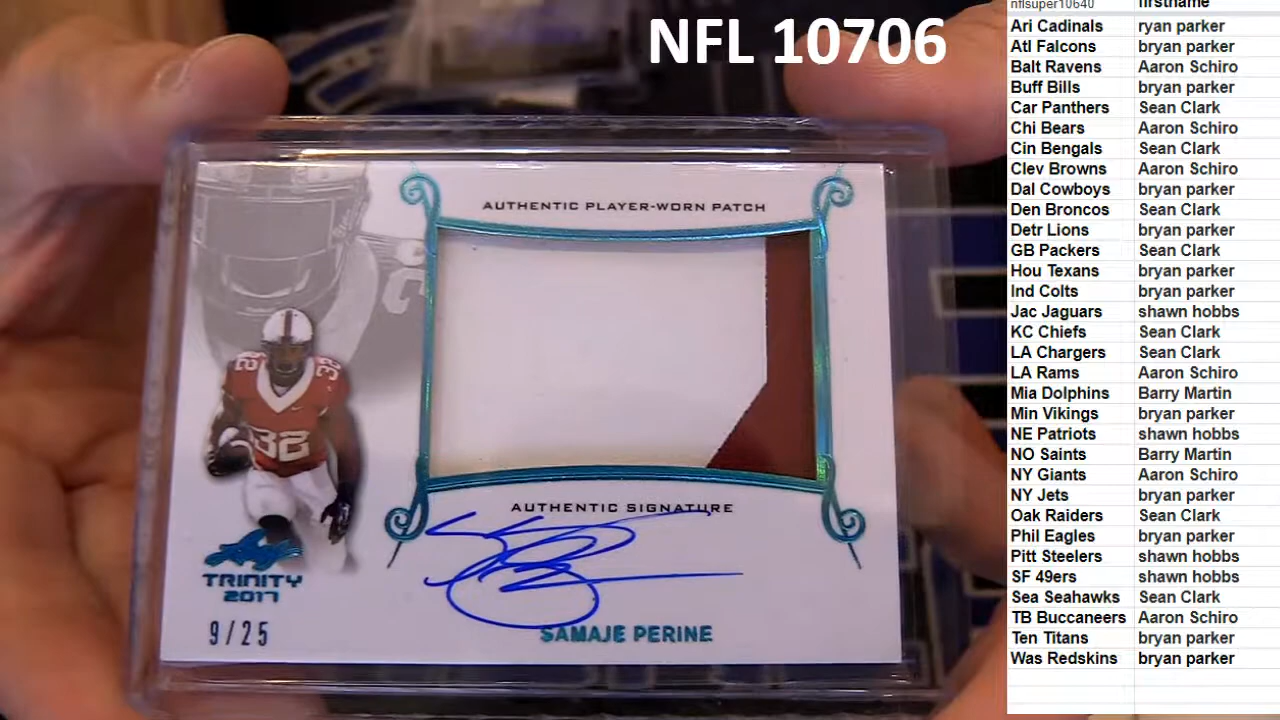 NFL 10706
AUTHENTIC PLAYER-WORN PATCH
32
32
32
AUTHENTIC SIGNATURE
Leaf
TRINITY
2017
9/25
SAMAJE PERINE
nflsuper10640 firstname
Ari Cadinals ryan parker
Atl Falcons bryan parker
Balt Ravens Aaron Schiro
Buff Bills bryan parker
Car Panthers Sean Clark
Chi Bears Aaron Schiro
Cin Bengals Sean Clark
Clev Browns Aaron Schiro
Dal Cowboys bryan parker
Den Broncos Sean Clark
Detr Lions bryan parker
GB Packers Sean Clark
Hou Texans bryan parker
Ind Colts bryan parker
Jac Jaguars shawn hobbs
KC Chiefs Sean Clark
LA Chargers Sean Clark
LA Rams Aaron Schiro
Mia Dolphins Barry Martin
Min Vikings bryan parker
NE Patriots shawn hobbs
NO Saints Barry Martin
NY Giants Aaron Schiro
NY Jets bryan parker
Oak Raiders Sean Clark
Phil Eagles bryan parker
Pitt Steelers shawn hobbs
SF 49ers shawn hobbs
Sea Seahawks Sean Clark
TB Buccaneers Aaron Schiro
Ten Titans bryan parker
Was Redskins bryan parker